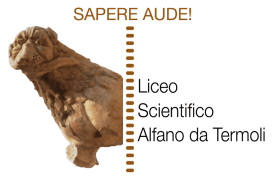 SAPERE AUDE!
Liceo
Scientifico
Alfano da Termoli